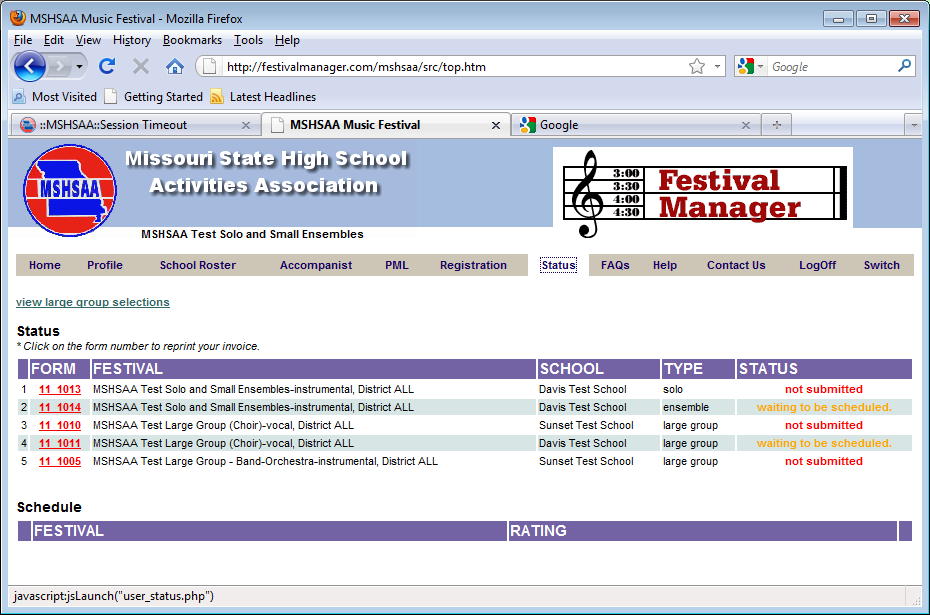 MSHSAA Music Festival - Mozilla Firefox
File Edit View History Bookmarks Tools Help
http://festivalmanager.com/mshsaa/src/top.htm Google
Most Visited Getting Started Latest Headlines
::MSHSAA::Session Timeout MSHSAA Music Festival Google
MSHSAA
Missouri State High School
Activities Association
MSHSAA Test Solo and Small Ensembles
3:00
3:30
4:00
4:30
Festival
Manager
Home Profile School Roster Accompanist PML Registration Status FAQs Help Contact Us LogOff Switch
view large group selections
Status
* Click on the form number to reprint your invoice.
FORM FESTIVAL SCHOOL TYPE STATUS
1 11_1013 MSHSAA Test Solo and Small Ensembles-instrumental, District ALL Davis Test School solo not submitted
2 11_1014 MSHSAA Test Solo and Small Ensembles-instrumental, District ALL Davis Test School ensemble waiting to be scheduled.
3 11_1010 MSHSAA Test Large Group (Choir)-vocal, District ALL Sunset Test School large group not submitted
4 11_1011 MSHSAA Test Large Group (Choir)-vocal, District ALL Davis Test School large group waiting to be scheduled.
5 11_1005 MSHSAA Test Large Group - Band-Orchestra-instrumental, District ALL Sunset Test School large group not submitted
Schedule
FESTIVAL RATING
javascript:jsLaunch("user_status.php")